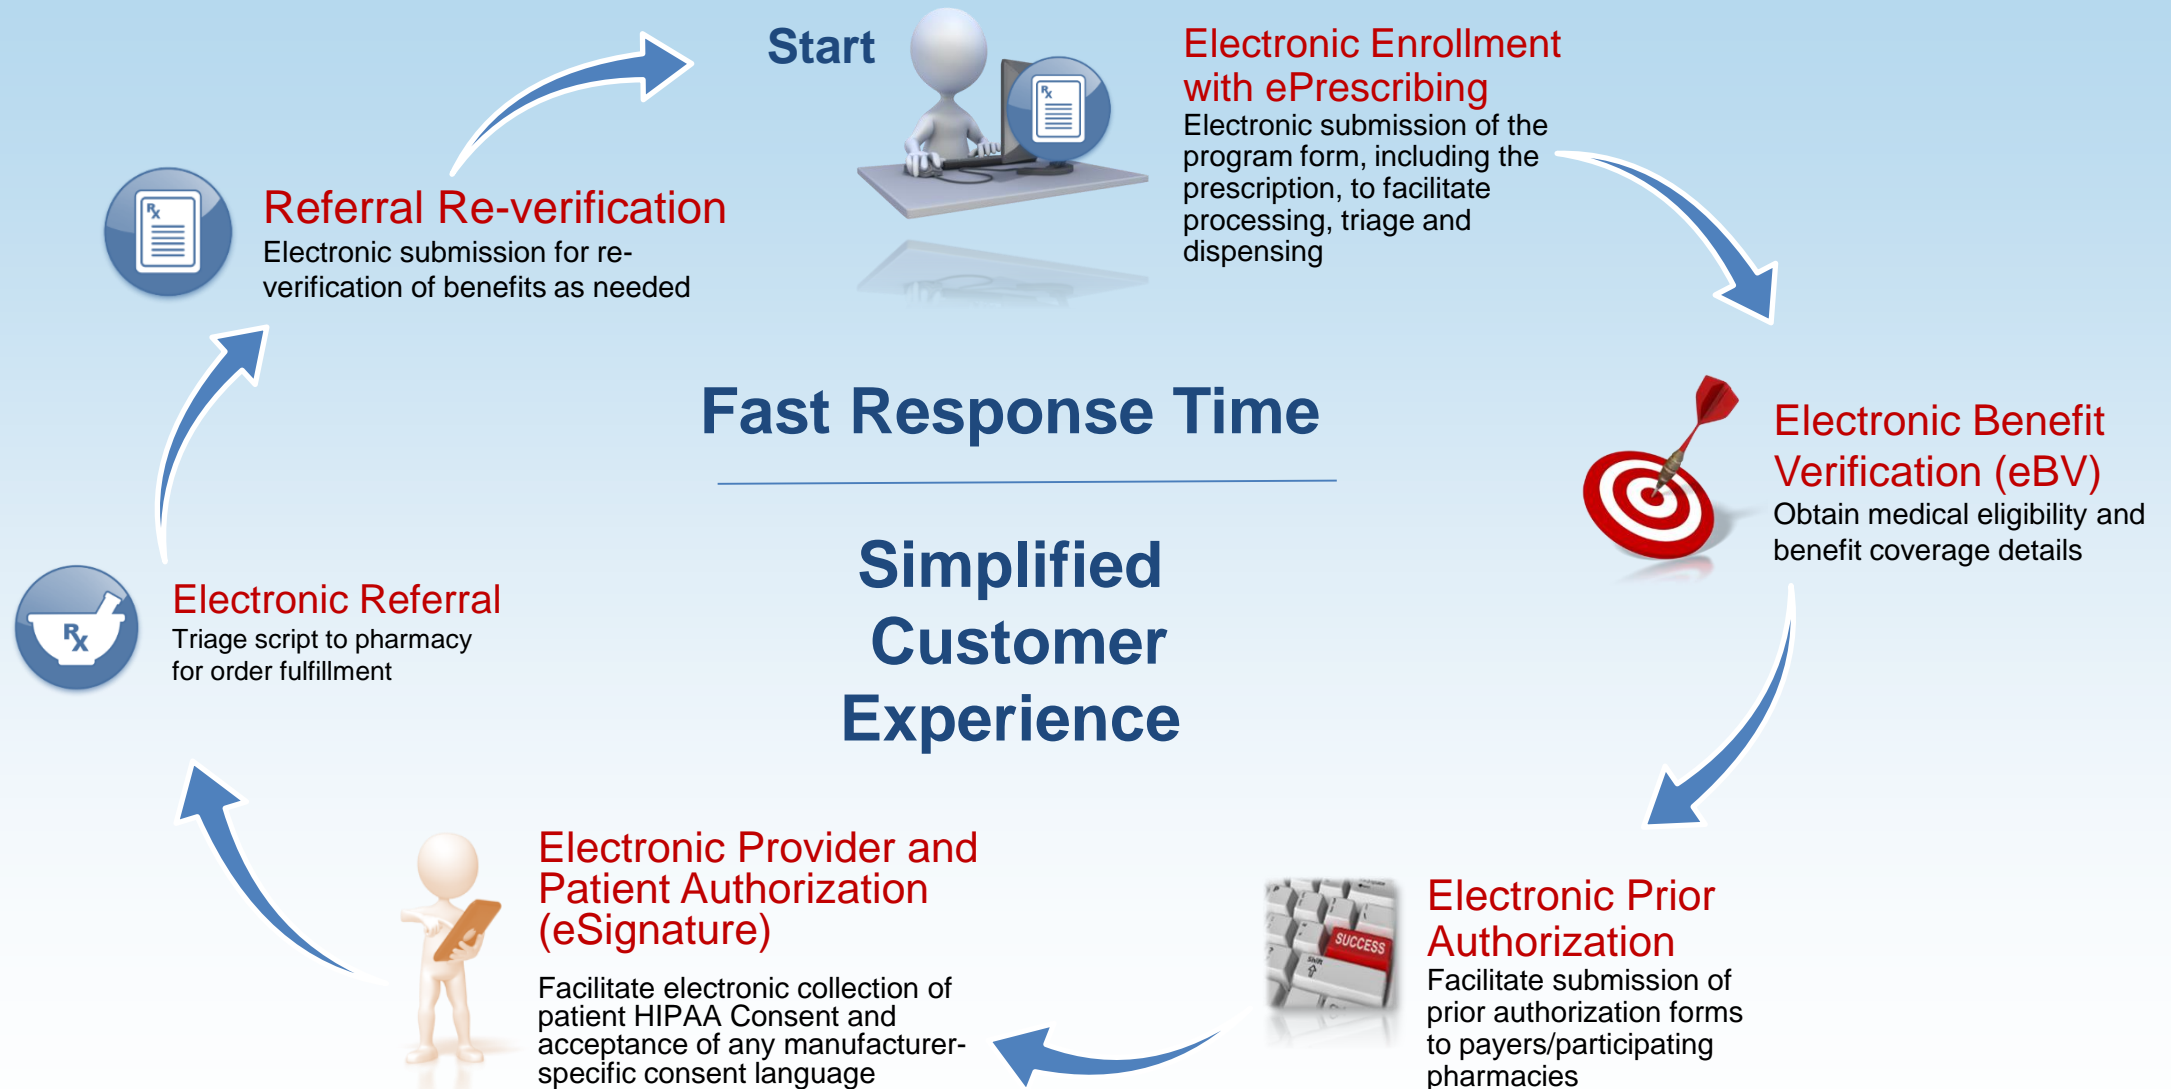 Start
Electronic Enrollment
with ePrescribing
Electronic submission of the
program form, including the
prescription, to facilitate
processing, triage and
dispensing
Electronic Benefit
Verification (eBV)
Obtain medical eligibility and
benefit coverage details
Electronic Prior
Authorization
Facilitate submission of
prior authorization forms
to payers/participating
pharmacies
SUCCESS
Shift
Electronic Provider and
Patient Authorization
(eSignature)
Facilitate electronic collection of
patient HIPAA Consent and
acceptance of any manufacturer-
specific consent language
Rx
Electronic Referral
Triage script to pharmacy
for order fulfillment
Rx
Referral Re-verification
Electronic submission for re-
verification of benefits as needed
Rx
Fast Response Time
Simplified
Customer
Experience